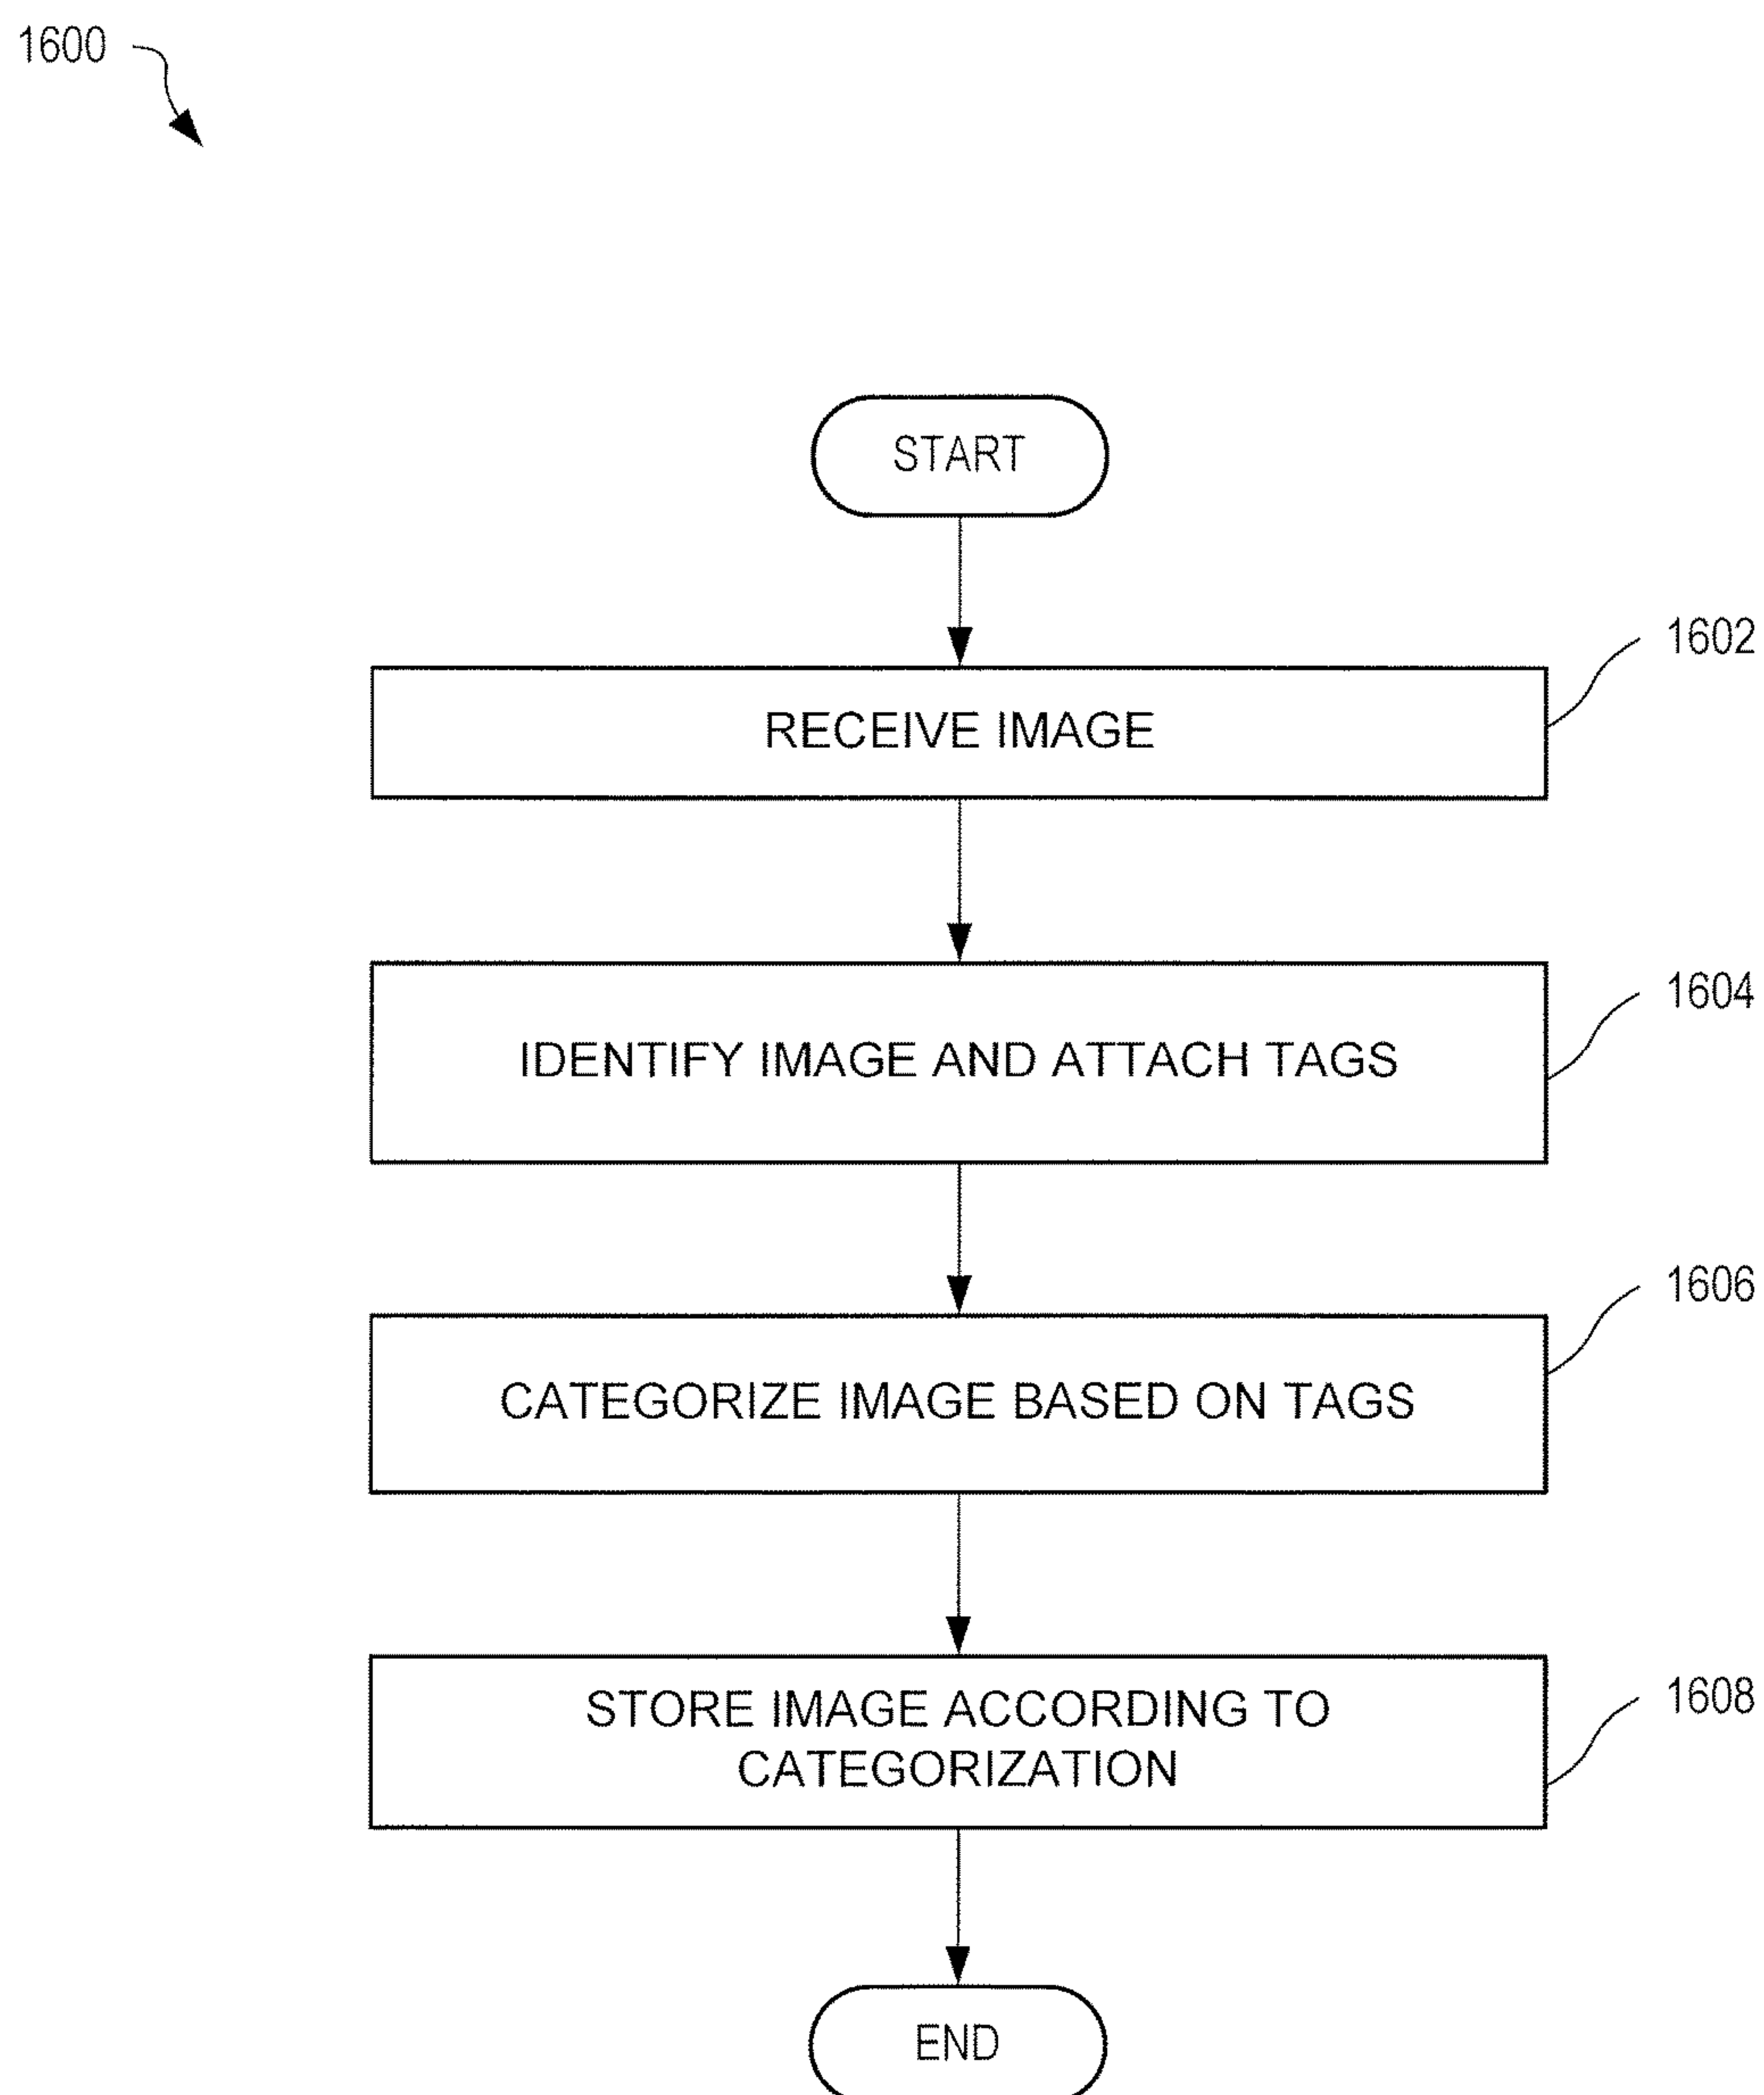 1600
START
1602
RECEIVE IMAGE
1604
IDENTIFY IMAGE AND ATTACH TAGS
1606
CATEGORIZE IMAGE BASED ON TAGS
1608
STORE IMAGE ACCORDING TO
CATEGORIZATION
END